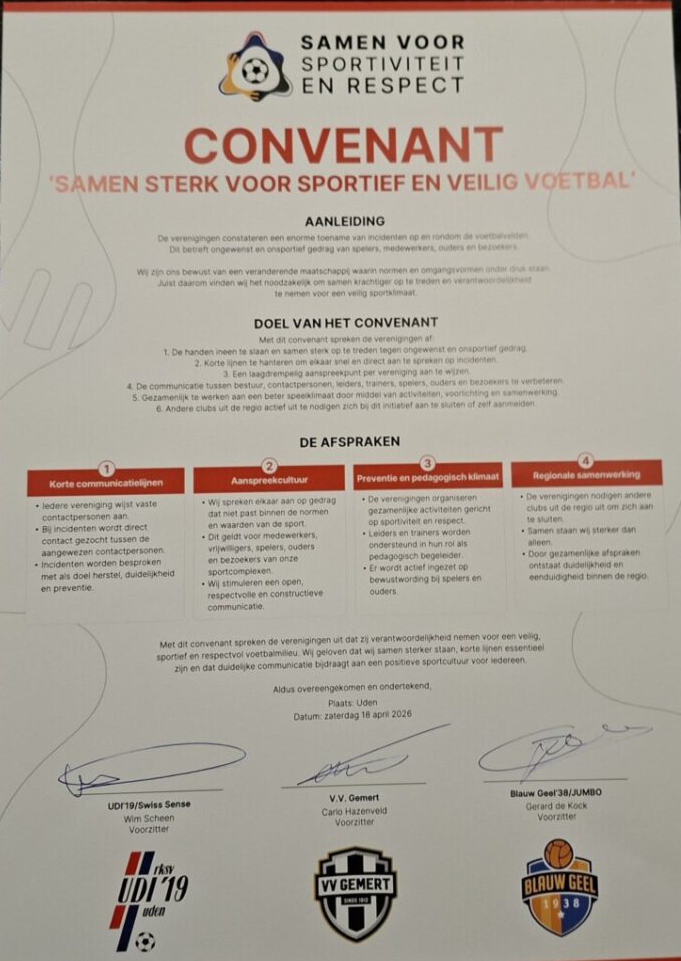 SAMEN VOOR
SPORTIVITEIT
EN RESPECT
CONVENANT
'SAMEN STERK VOOR SPORTIEF EN VEILIG VOETBAL'
AANLEIDING
De verenigingen constateren een enorme toename van incidenten op en rondom de voetbalvelden.
Dit betreft ongewenst en onsportief gedrag van spelers, medewerkers, ouders en bezoekers.
Wij zijn ons bewust van een veranderende maatschappij waarin normen en omgangsvormen onder druk staan.
Juist daarom vinden wij het noodzakelijk om samen krachtiger op te treden en verantwoordelijkheid
te nemen voor een veilig sportklimaat.
DOEL VAN HET CONVENANT
Met dit convenant spreken de verenigingen af:
1. De handen ineen te slaan en samen sterk op te treden tegen ongewenst en onsportief gedrag.
2. Korte lijnen te hanteren om elkaar snel en direct aan te spreken op incidenten.
3. Een laagdrempelig aanspreekpunt per vereniging aan te wijzen.
4. De communicatie tussen bestuur, contactpersonen, leiders, trainers, spelers, ouders en bezoekers te verbeteren.
5. Gezamenlijk te werken aan een beter speelklimaat door middel van activiteiten, voorlichting en samenwerking.
6. Andere clubs uit de regio actief uit te nodigen zich bij dit initiatief aan te sluiten of zelf aanmelden.
DE AFSPRAKEN
1
Korte communicatielijnen
• Iedere vereniging wijst vaste
contactpersonen aan.
• Bij incidenten wordt direct
contact gezocht tussen de
aangewezen contactpersonen.
• Incidenten worden besproken
met als doel herstel, duidelijkheid
en preventie.
2
Aanspreekcultuur
• Wij spreken elkaar aan op gedrag
dat niet past binnen de normen
en waarden van de sport.
• Dit geldt voor medewerkers,
vrijwilligers, spelers, ouders
en bezoekers van onze
sportcomplexen.
• Wij stimuleren een open,
respectvolle en constructieve
communicatie.
3
Preventie en pedagogisch klimaat
• De verenigingen organiseren
gezamenlijke activiteiten gericht
op sportiviteit en respect.
• Leiders en trainers worden
ondersteund in hun rol als
pedagogisch begeleider.
• Er wordt actief ingezet op
bewustwording bij spelers en
ouders.
4
Regionale samenwerking
• De verenigingen nodigen andere
clubs uit de regio uit om zich aan
te sluiten.
• Samen staan wij sterker dan
alleen.
• Door gezamenlijke afspraken
ontstaat duidelijkheid en
eenduidigheid binnen de regio.
Met dit convenant spreken de verenigingen uit dat zij verantwoordelijkheid nemen voor een veilig,
sportief en respectvol voetbalmilieu. Wij geloven dat wij samen sterker staan, korte lijnen essentieel
zijn en dat duidelijke communicatie bijdraagt aan een positieve sportcultuur voor iedereen.
Aldus overeengekomen en ondertekend,
Plaats: Uden
Datum: zaterdag 18 april 2026
UDI'19/Swiss Sense
Wim Scheen
Voorzitter
V.V. Gemert
Carlo Hazenveld
Voorzitter
Blauw Geel'38/JUMBO
Gerard de Kock
Voorzitter
rksv
UDI'19
uden
VV GEMERT
SINDS 1912
BLAUW GEEL
1938